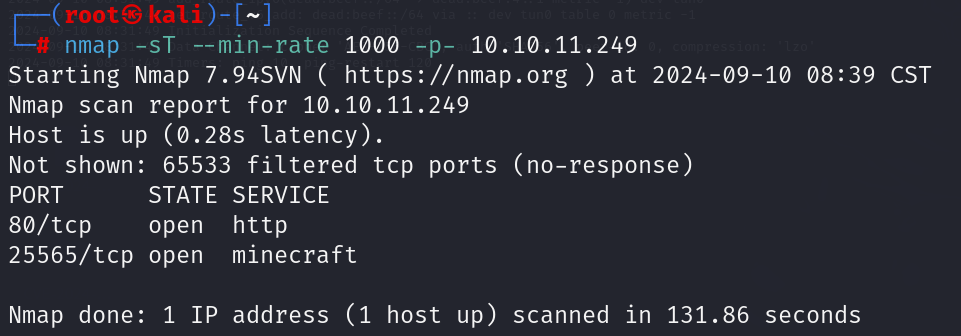 ┌──(root㉿kali)-[~]
└─# nmap -sT --min-rate 1000 -p- 10.10.11.249
Starting Nmap 7.94SVN ( https://nmap.org ) at 2024-09-10 08:39 CST
Nmap scan report for 10.10.11.249
Host is up (0.28s latency).
Not shown: 65533 filtered tcp ports (no-response)
PORT      STATE SERVICE
80/tcp    open  http
25565/tcp open  minecraft
Nmap done: 1 IP address (1 host up) scanned in 131.86 seconds